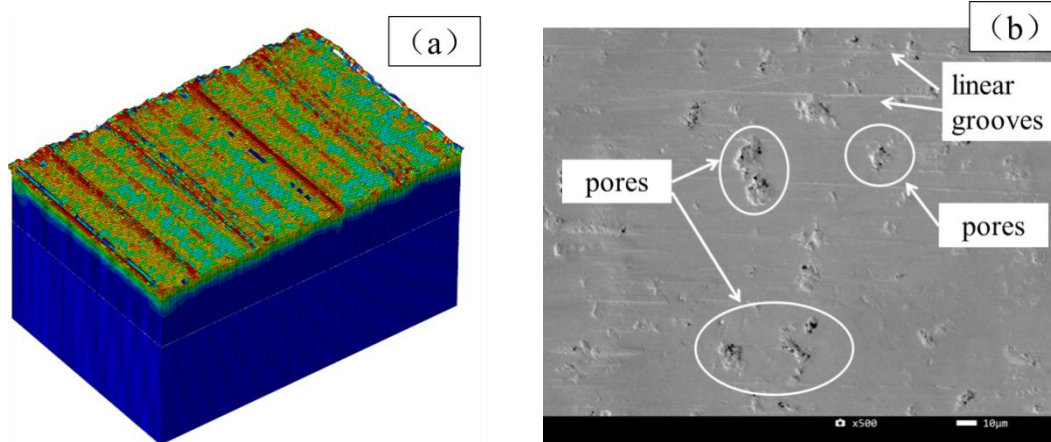 （a）
（b）
linear
grooves
pores
pores
x500
10μm